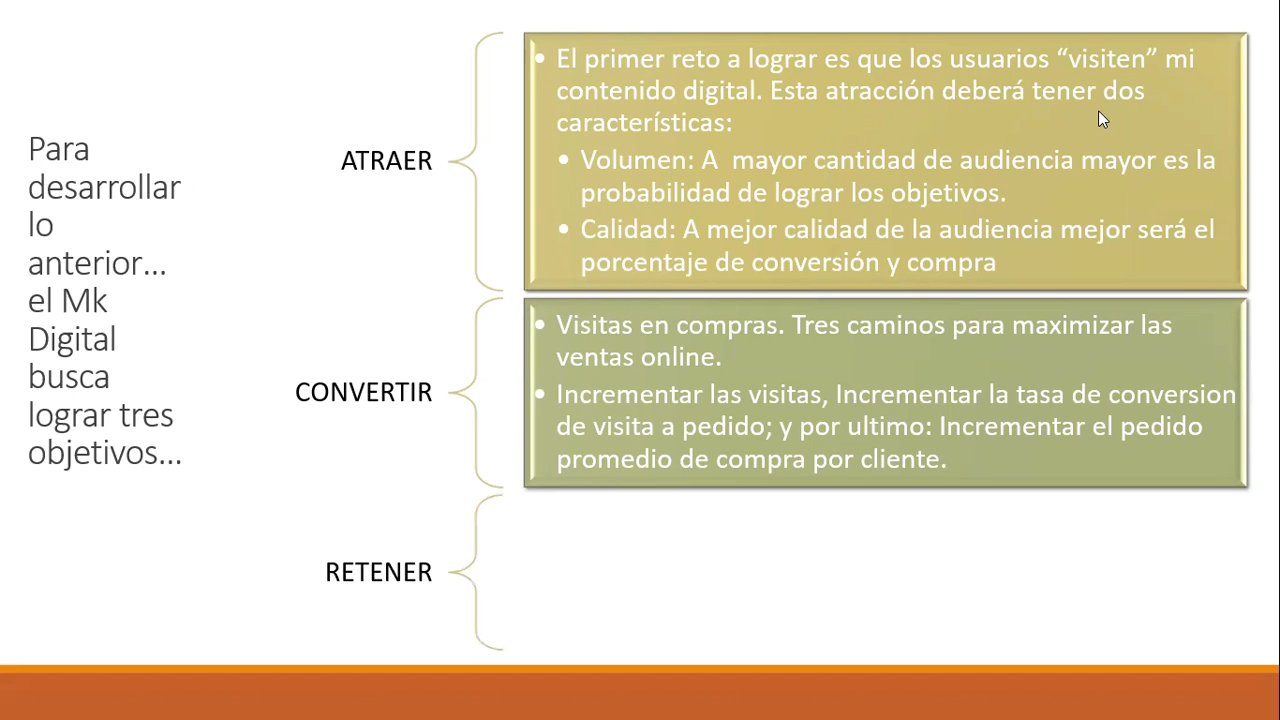 Para
desarrollar
lo
anterior...
el Mk
Digital
busca
lograr tres
objetivos...
ATRAER
• El primer reto a lograr es que los usuarios “visiten” mi
contenido digital. Esta atracción deberá tener dos
características:
• Volumen: A  mayor cantidad de audiencia mayor es la
probabilidad de lograr los objetivos.
• Calidad: A mejor calidad de la audiencia mejor será el
porcentaje de conversión y compra
CONVERTIR
• Visitas en compras. Tres caminos para maximizar las
ventas online.
• Incrementar las visitas, Incrementar la tasa de conversion
de visita a pedido; y por ultimo: Incrementar el pedido
promedio de compra por cliente.
RETENER